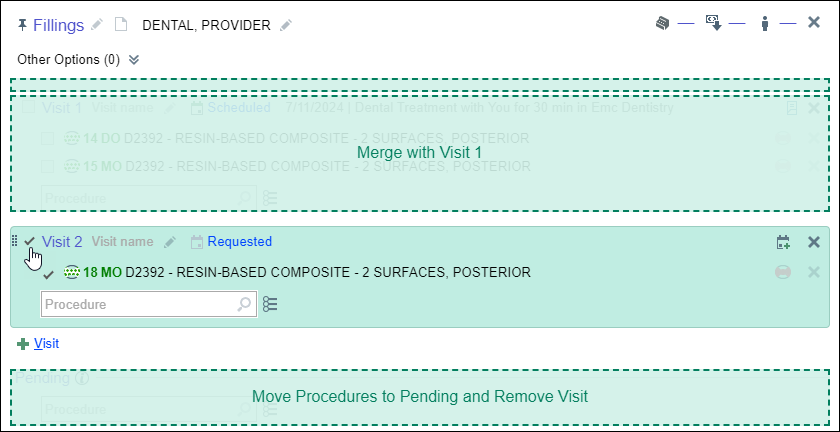 Fillings DENTAL, PROVIDER
Other Options (0)
Visit 1 Visit name Scheduled 7/11/2024 | Dental Treatment with You for 30 min in Emc Dentistry
14 DO D2392 - RESIN-BASED COMPOSITE - 2 SURFACES, POSTERIOR
Merge with Visit 1
15 MO D2392 - RESIN-BASED COMPOSITE - 2 SURFACES, POSTERIOR
Procedure
Visit 2 Visit name Requested
18 MO D2392 - RESIN-BASED COMPOSITE - 2 SURFACES, POSTERIOR
Procedure
Visit
Pending
Move Procedures to Pending and Remove Visit
Procedure